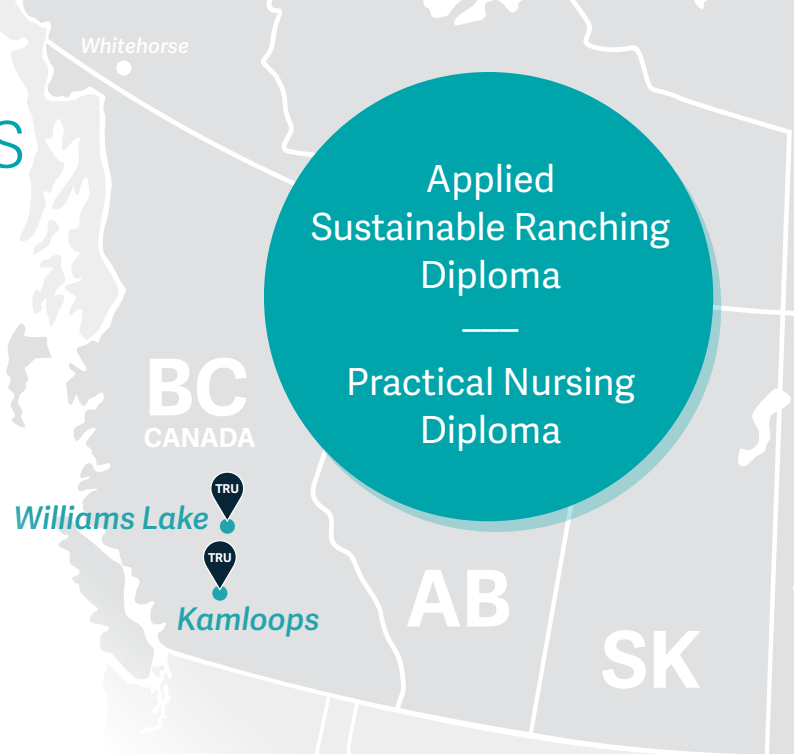 Whitehorse
S
Applied
Sustainable Ranching
Diploma
Practical Nursing
Diploma
BC
CANADA
TRU
Williams Lake
TRU
Kamloops
AB
SK